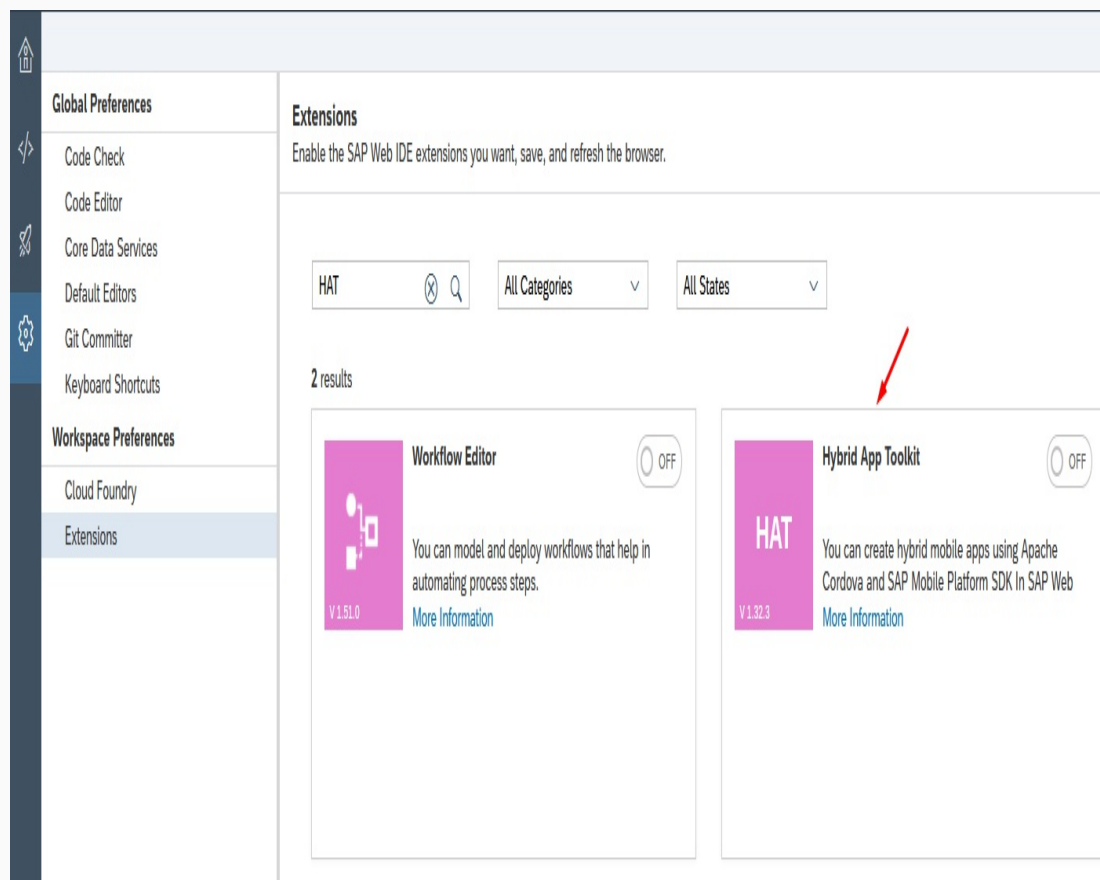 Global Preferences
Code Check
Code Editor
Core Data Services
Default Editors
Git Committer
Keyboard Shortcuts
Workspace Preferences
Cloud Foundry
Extensions
Extensions
Enable the SAP Web IDE extensions you want, save, and refresh the browser.
HAT
All Categories
All States
2 results
Workflow Editor
OFF
You can model and deploy workflows that help in
automating process steps.
More Information
V 1.51.0
Hybrid App Toolkit
OFF
HAT
You can create hybrid mobile apps using Apache
Cordova and SAP Mobile Platform SDK In SAP Web
More Information
V 1.32.3